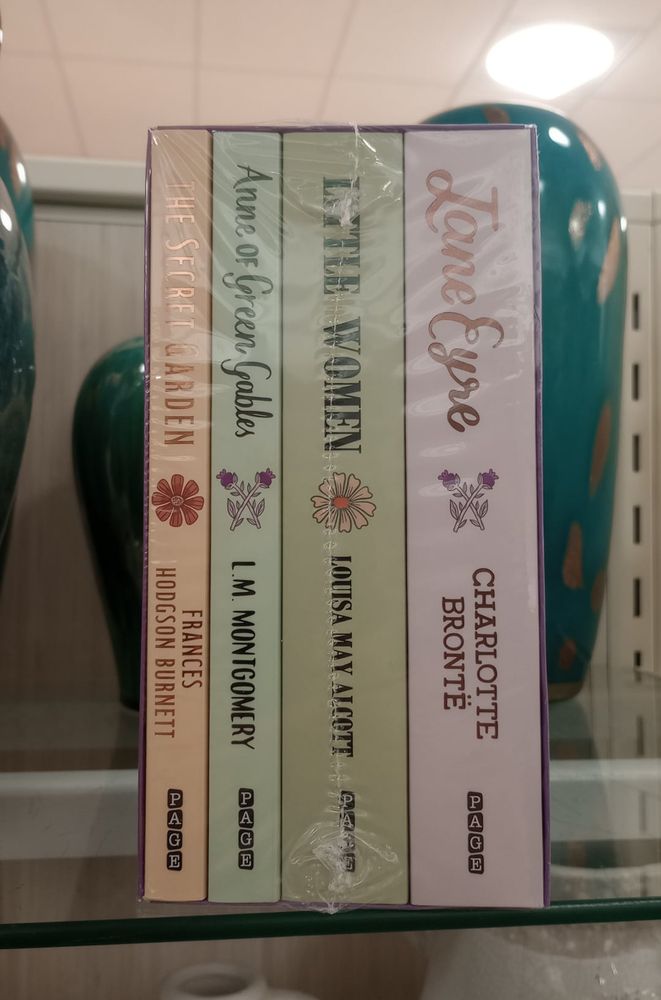 THE SECRET GARDEN
FRANCES
HODGSON BURNETT
PAGE
Anne of Green Gables
L.M. MONTGOMERY
PAGE
LITTLE WOMEN
LOUISA MAY ALCOTT
PAGE
Jane Eyre
CHARLOTTE
BRONTË
PAGE